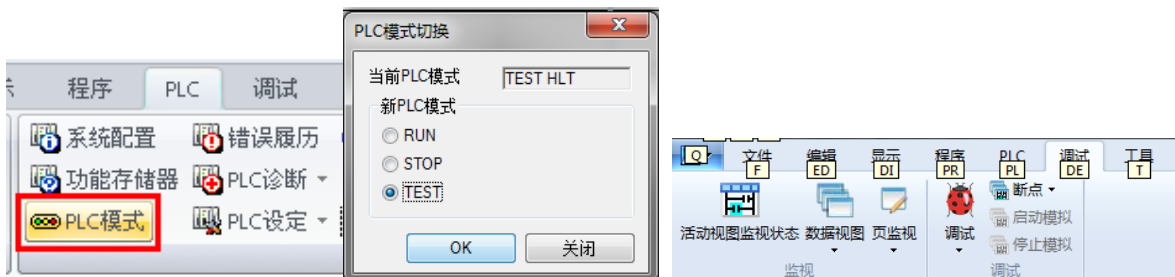 程序 PLC 调试
系统配置 错误履历
功能存储器 PLC诊断
PLC模式 PLC设定
PLC模式切换
当前PLC模式 TEST HLT
新PLC模式
RUN
STOP
TEST
OK 关闭
Q 文件 编辑 显示 程序 PLC 调试 工具
F ED DI PR PL DE T
活动视图监视状态 数据视图 页监视 调试
断点
启动模拟
停止模拟
监视 调试